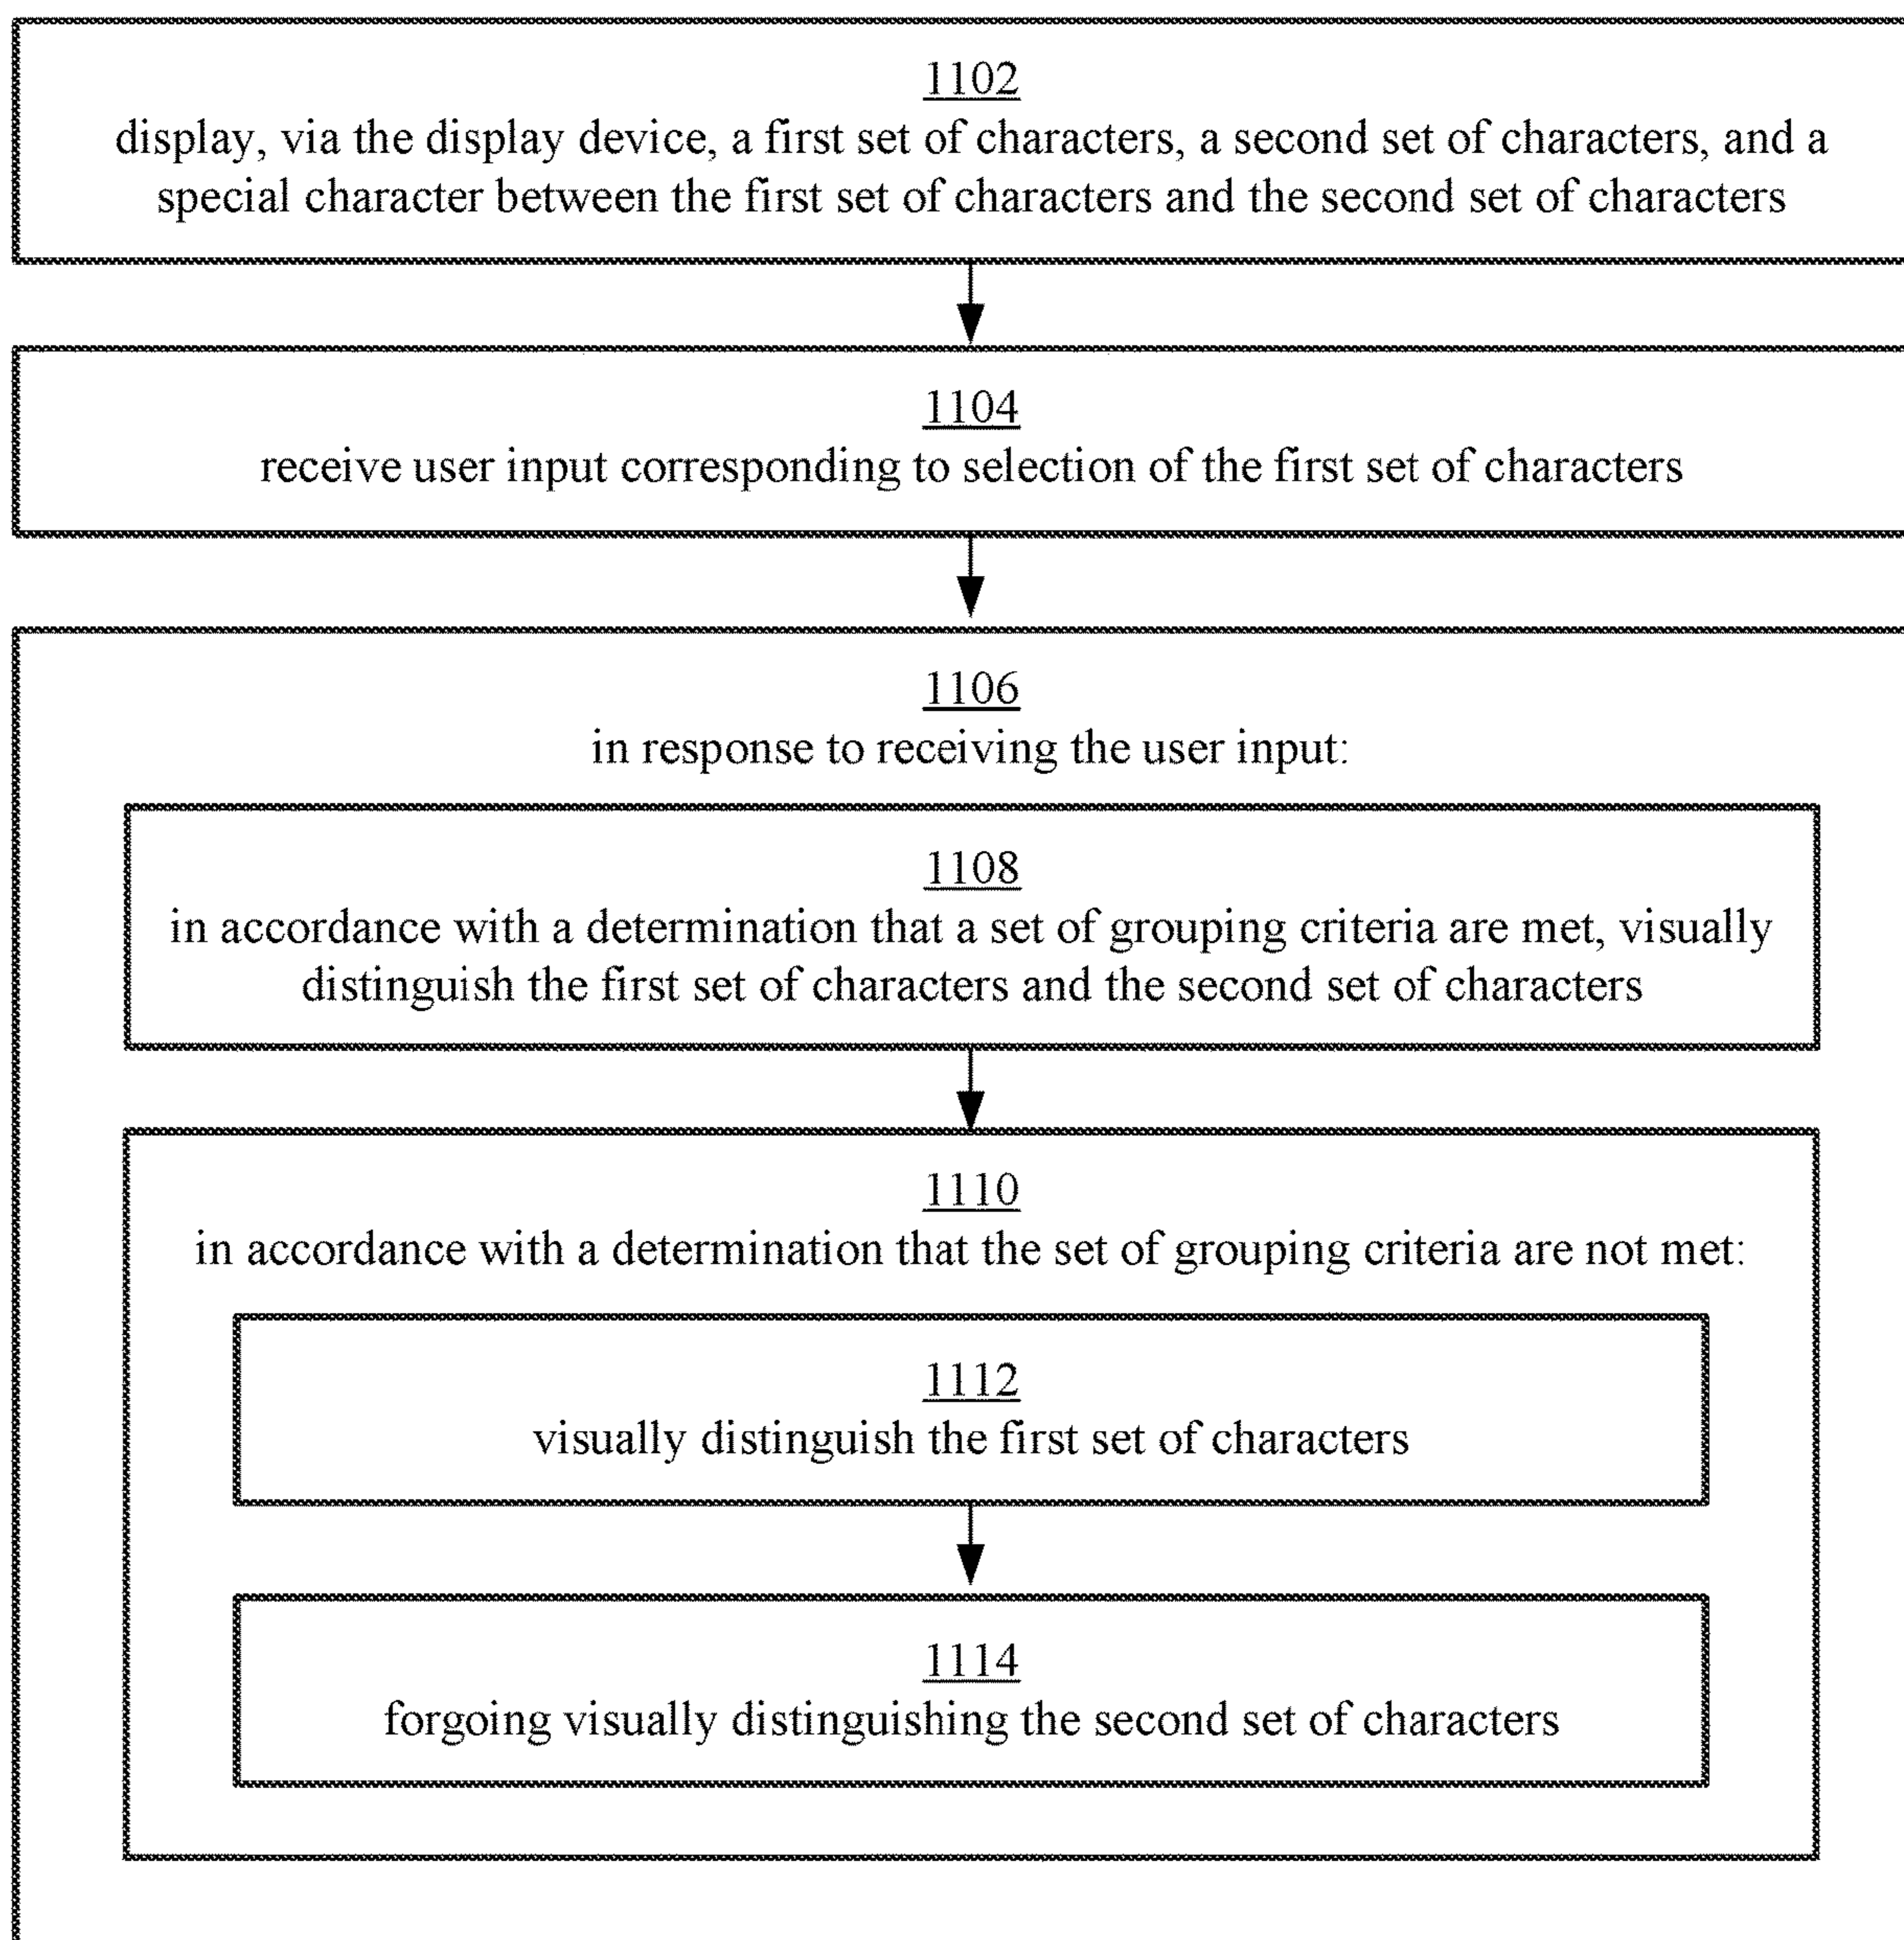 1102
display, via the display device, a first set of characters, a second set of characters, and a
special character between the first set of characters and the second set of characters
1104
receive user input corresponding to selection of the first set of characters
1106
in response to receiving the user input:
1108
in accordance with a determination that a set of grouping criteria are met, visually
distinguish the first set of characters and the second set of characters
1110
in accordance with a determination that the set of grouping criteria are not met:
1112
visually distinguish the first set of characters
1114
forgoing visually distinguishing the second set of characters